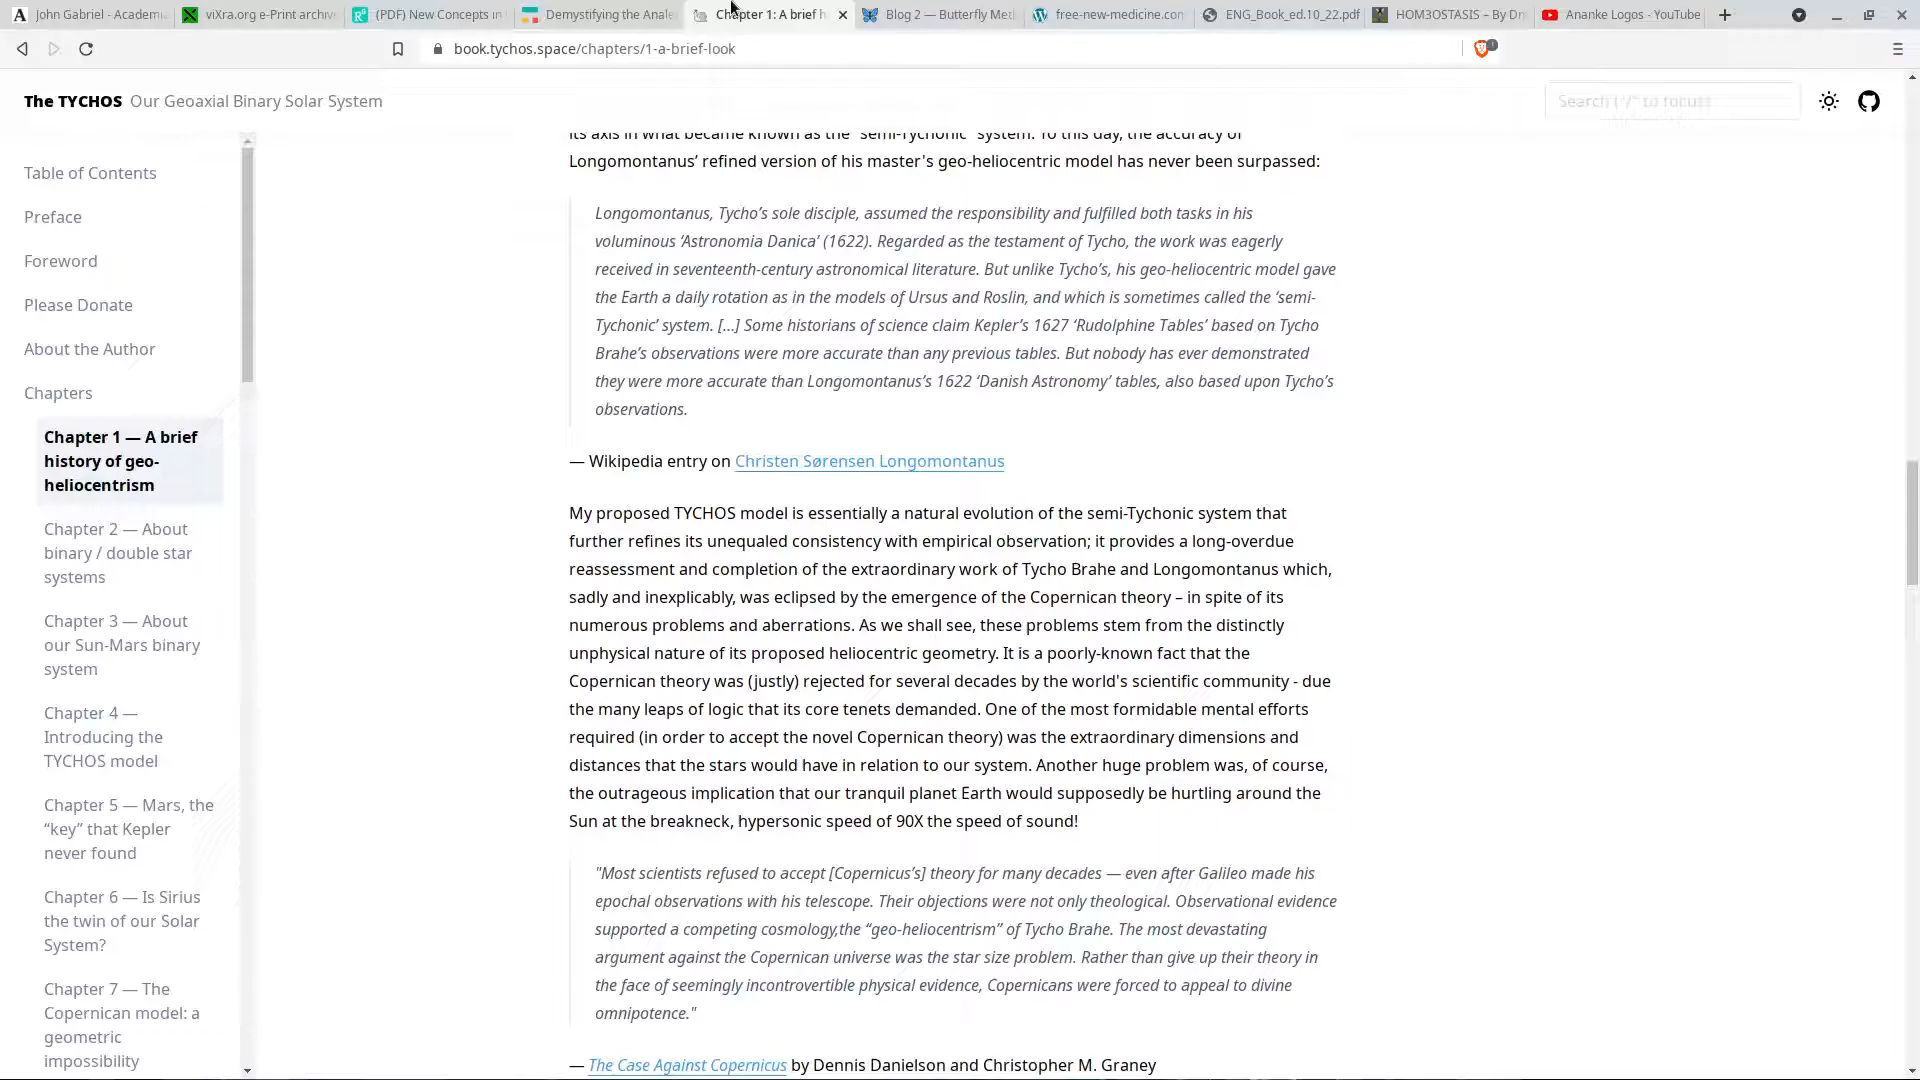 John Gabriel - Academi
viXra.org e-Print archiv
(PDF) New Concepts in
Demystifying the Anale
Chapter 1: A brief h
Blog 2 — Butterfly Met
free-new-medicine.con
ENG_Book_ed.10_22.pdf
HOM3OSTASIS – By Dr
Ananke Logos - YouTube
book.tychos.space/chapters/1-a-brief-look
The TYCHOS Our Geoaxial Binary Solar System
Search ("/" to focus)
Table of Contents
Preface
Foreword
Please Donate
About the Author
Chapters
Chapter 1 — A brief
history of geo-
heliocentrism
Chapter 2 — About
binary / double star
systems
Chapter 3 — About
our Sun-Mars binary
system
Chapter 4 —
Introducing the
TYCHOS model
Chapter 5 — Mars, the
“key” that Kepler
never found
Chapter 6 — Is Sirius
the twin of our Solar
System?
Chapter 7 — The
Copernican model: a
geometric
impossibility
its axis in what became known as the "semi-Tychonic" system. To this day, the accuracy of
Longomontanus’ refined version of his master's geo-heliocentric model has never been surpassed:
Longomontanus, Tycho’s sole disciple, assumed the responsibility and fulfilled both tasks in his
voluminous ‘Astronomia Danica’ (1622). Regarded as the testament of Tycho, the work was eagerly
received in seventeenth-century astronomical literature. But unlike Tycho’s, his geo-heliocentric model gave
the Earth a daily rotation as in the models of Ursus and Roslin, and which is sometimes called the ‘semi-
Tychonic’ system. [...] Some historians of science claim Kepler’s 1627 ‘Rudolphine Tables’ based on Tycho
Brahe’s observations were more accurate than any previous tables. But nobody has ever demonstrated
they were more accurate than Longomontanus’s 1622 ‘Danish Astronomy’ tables, also based upon Tycho’s
observations.
— Wikipedia entry on Christen Sørensen Longomontanus
My proposed TYCHOS model is essentially a natural evolution of the semi-Tychonic system that
further refines its unequaled consistency with empirical observation; it provides a long-overdue
reassessment and completion of the extraordinary work of Tycho Brahe and Longomontanus which,
sadly and inexplicably, was eclipsed by the emergence of the Copernican theory – in spite of its
numerous problems and aberrations. As we shall see, these problems stem from the distinctly
unphysical nature of its proposed heliocentric geometry. It is a poorly-known fact that the
Copernican theory was (justly) rejected for several decades by the world's scientific community - due
the many leaps of logic that its core tenets demanded. One of the most formidable mental efforts
required (in order to accept the novel Copernican theory) was the extraordinary dimensions and
distances that the stars would have in relation to our system. Another huge problem was, of course,
the outrageous implication that our tranquil planet Earth would supposedly be hurtling around the
Sun at the breakneck, hypersonic speed of 90X the speed of sound!
"Most scientists refused to accept [Copernicus’s] theory for many decades — even after Galileo made his
epochal observations with his telescope. Their objections were not only theological. Observational evidence
supported a competing cosmology,the “geo-heliocentrism” of Tycho Brahe. The most devastating
argument against the Copernican universe was the star size problem. Rather than give up their theory in
the face of seemingly incontrovertible physical evidence, Copernicans were forced to appeal to divine
omnipotence."
— The Case Against Copernicus by Dennis Danielson and Christopher M. Graney